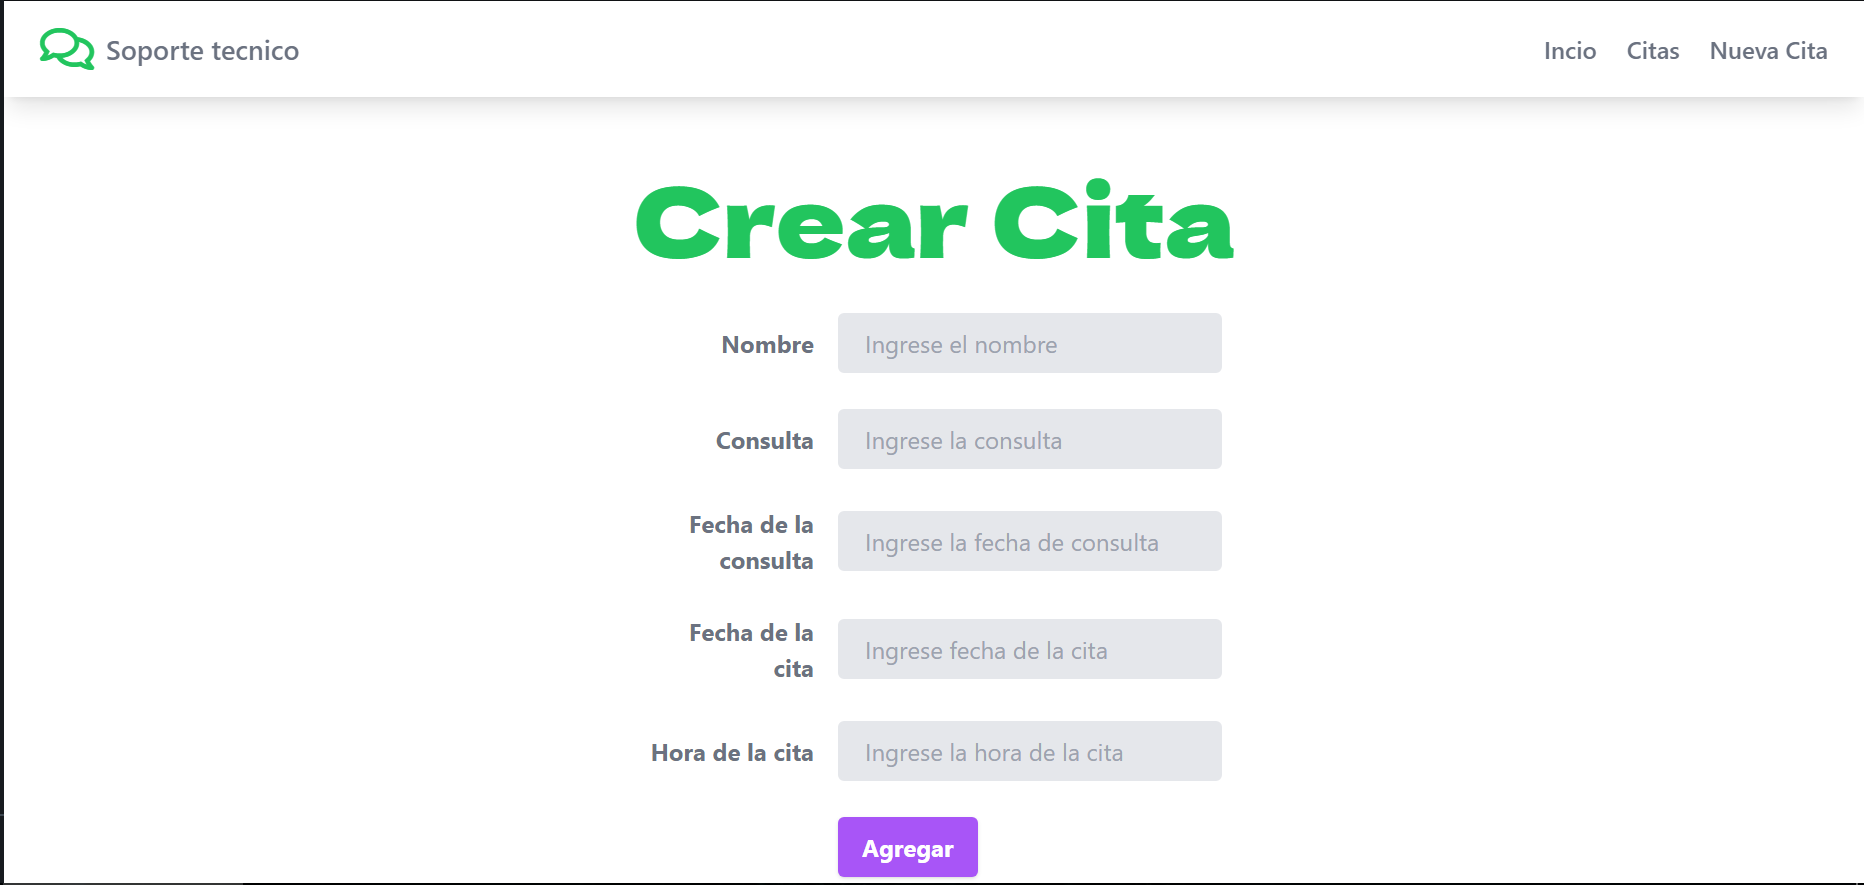 Soporte tecnico
Incio Citas Nueva Cita
Crear Cita
Nombre
Ingrese el nombre
Consulta
Ingrese la consulta
Fecha de la
consulta
Ingrese la fecha de consulta
Fecha de la
cita
Ingrese fecha de la cita
Hora de la cita
Ingrese la hora de la cita
Agregar